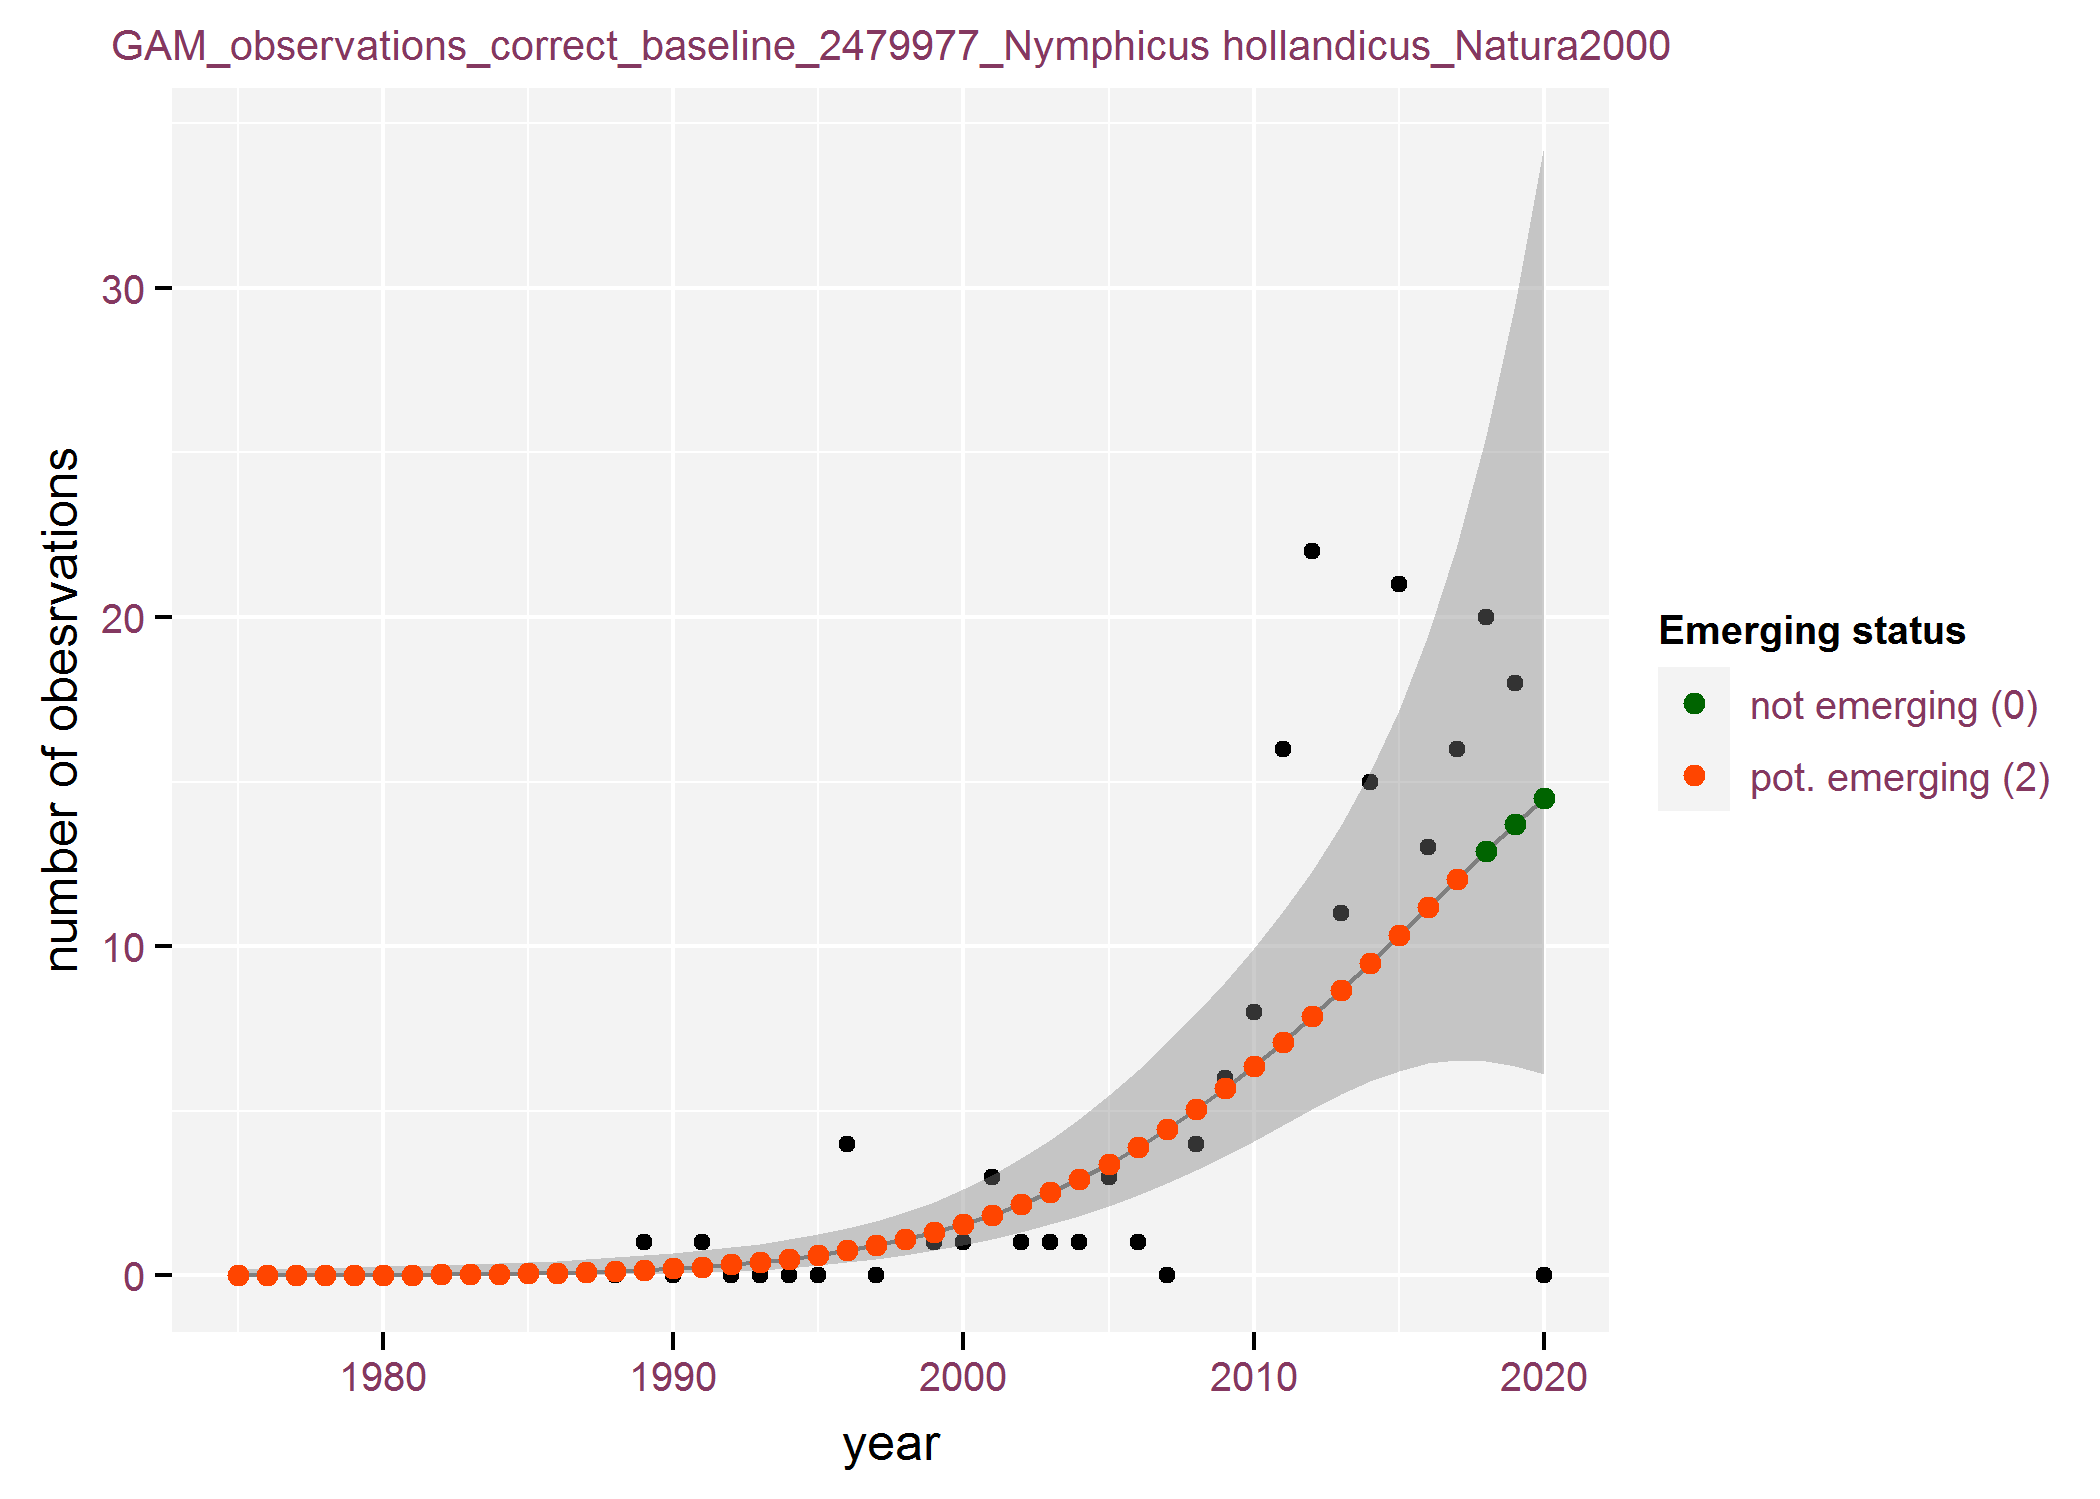 GAM_observations_correct_baseline_2479977_Nymphicus hollandicus_Natura2000
number of obesrvations
30
20
10
0
1980 1990 2000 2010 2020
year
Emerging status
not emerging (0)
pot. emerging (2)